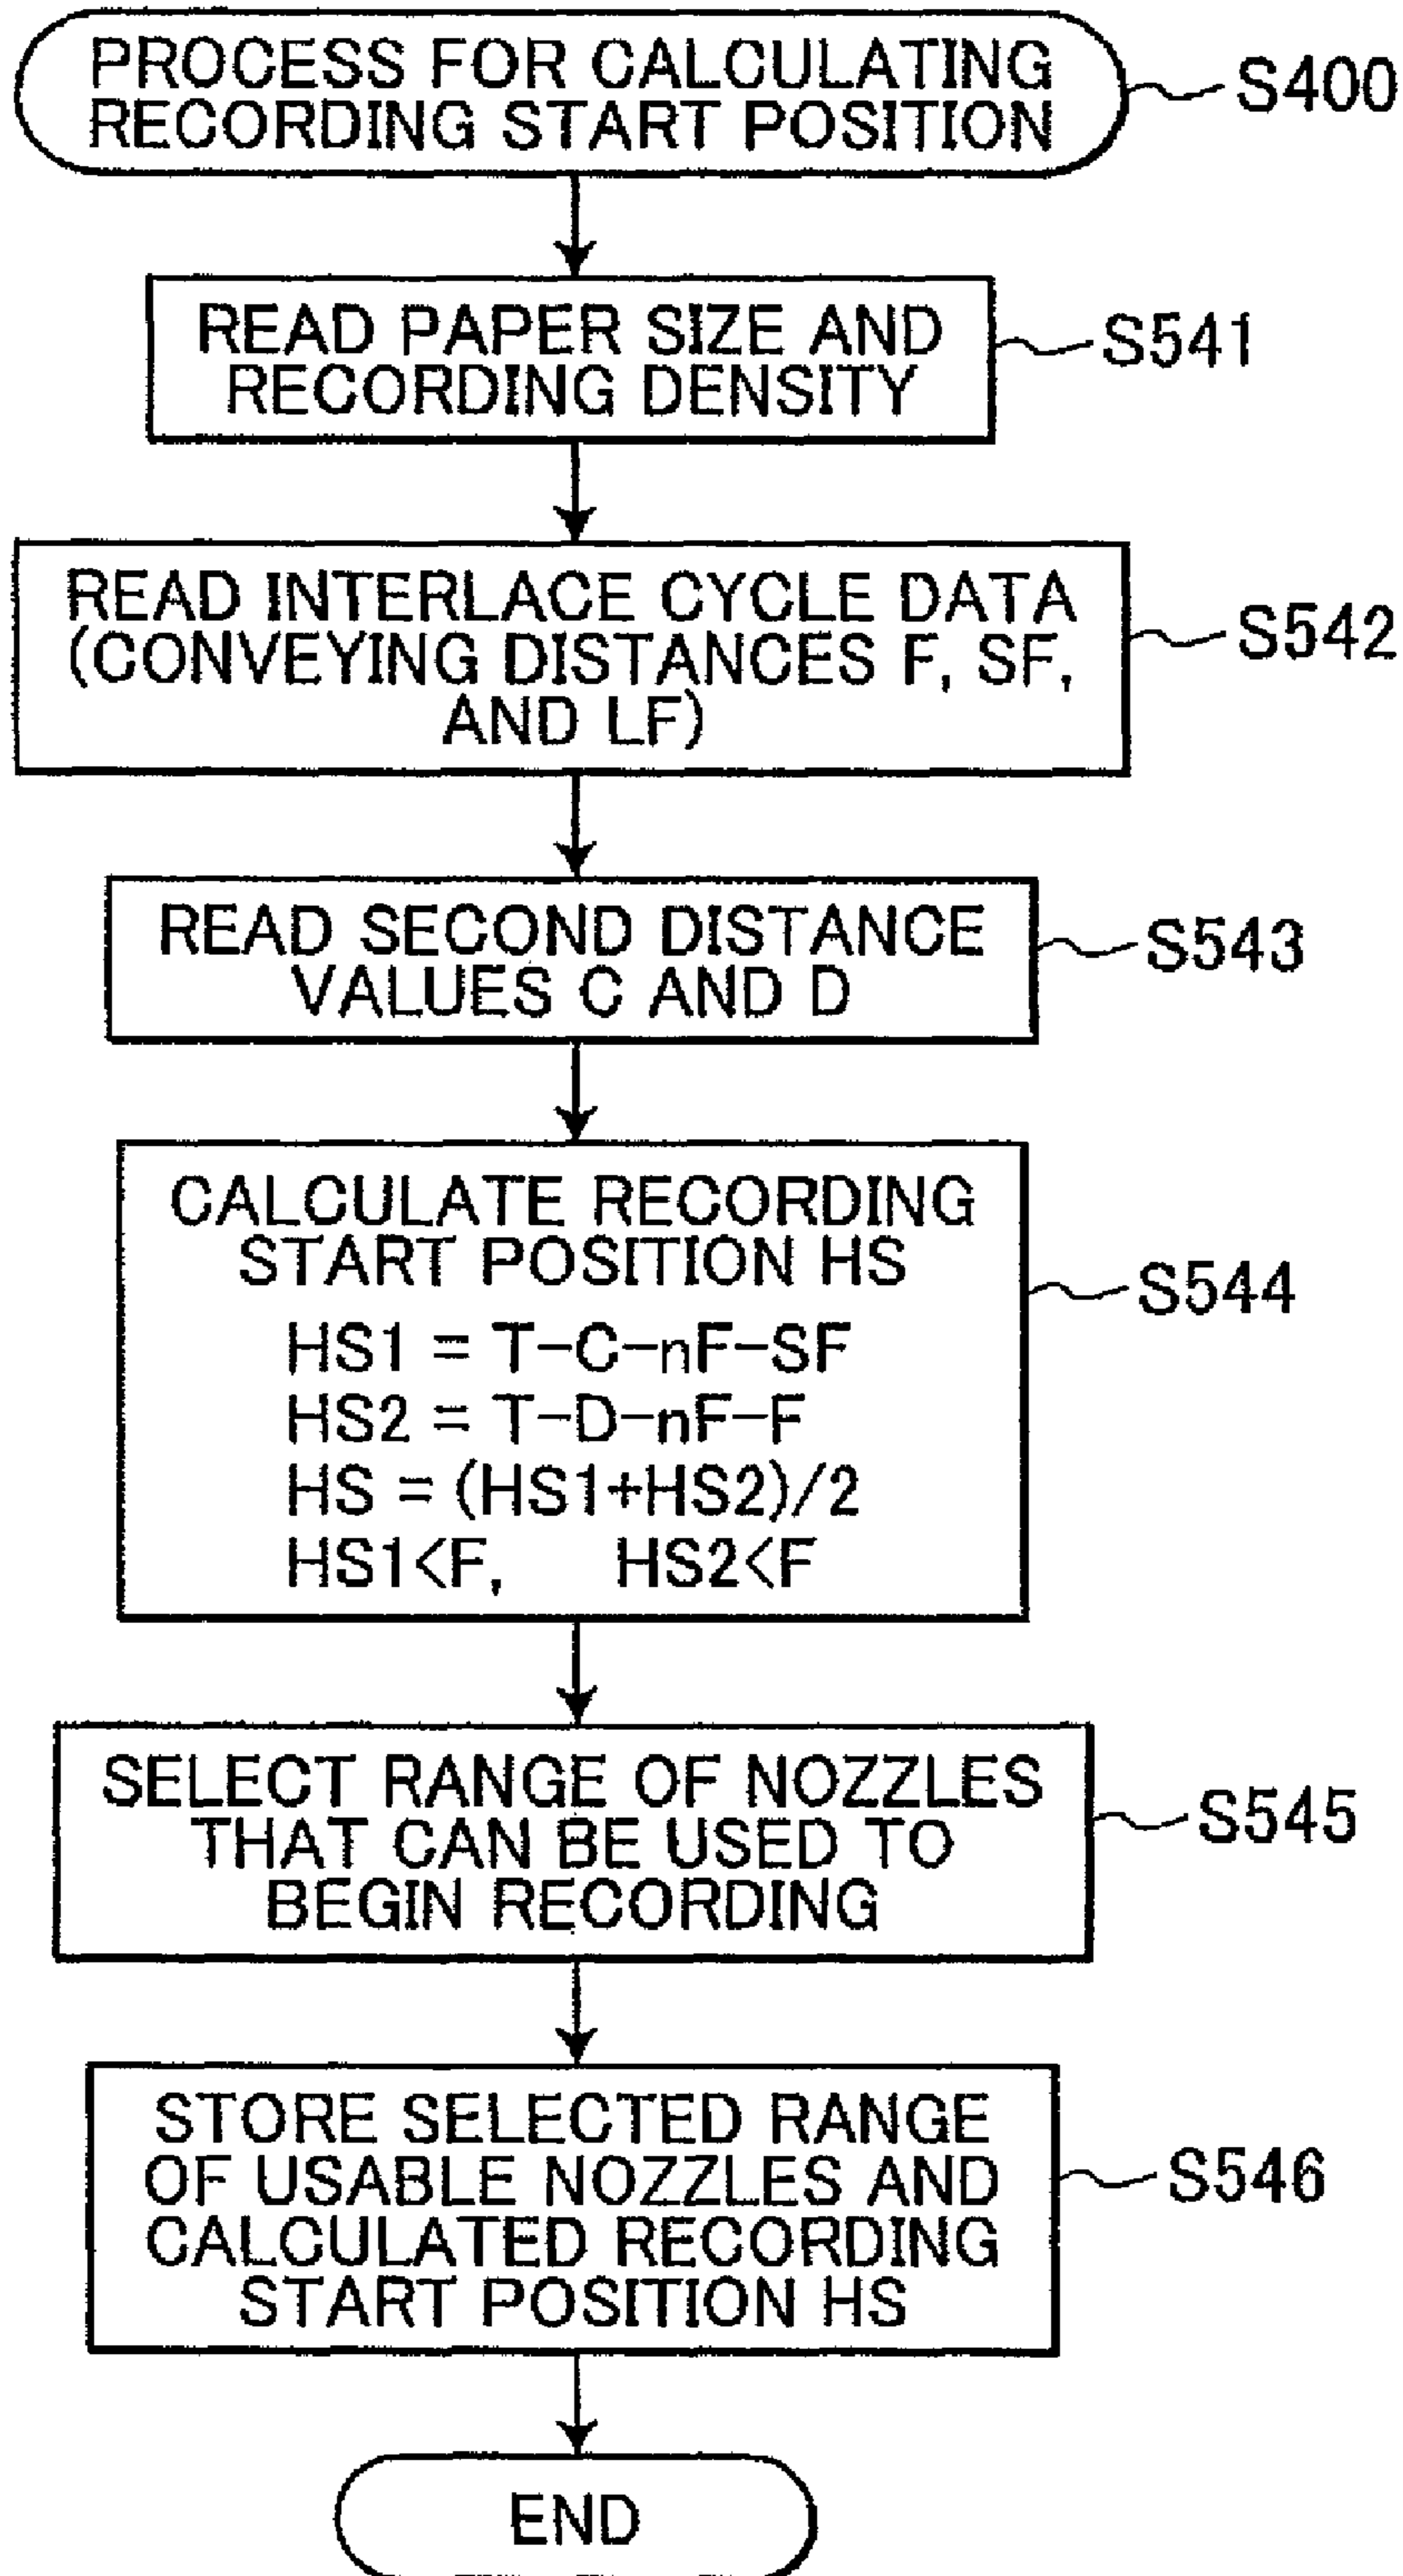 PROCESS FOR CALCULATING
RECORDING START POSITION
S400
READ PAPER SIZE AND
RECORDING DENSITY
S541
READ INTERLACE CYCLE DATA
(CONVEYING DISTANCES F, SF,
AND LF)
S542
READ SECOND DISTANCE
VALUES C AND D
S543
CALCULATE RECORDING
START POSITION HS
HS1 = T-C-nF-SF
HS2 = T-D-nF-F
HS = (HS1+HS2)/2
HS1<F, HS2<F
S544
SELECT RANGE OF NOZZLES
THAT CAN BE USED TO
BEGIN RECORDING
S545
STORE SELECTED RANGE
OF USABLE NOZZLES AND
CALCULATED RECORDING
START POSITION HS
S546
END